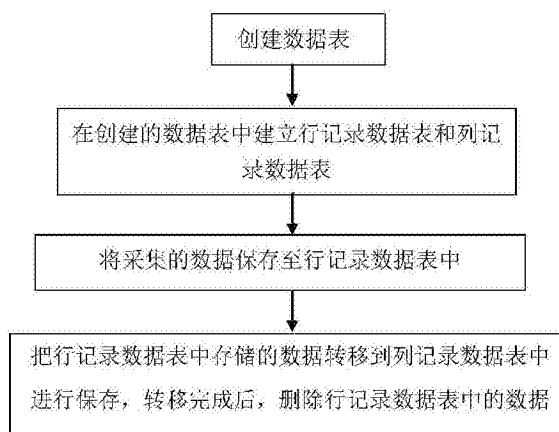 创建数据表
在创建的数据表中建立行记录数据表和列记
录数据表
将采集的数据保存至行记录数据表中
把行记录数据表中存储的数据转移到列记录数据表中
进行保存，转移完成后，删除行记录数据表中的数据